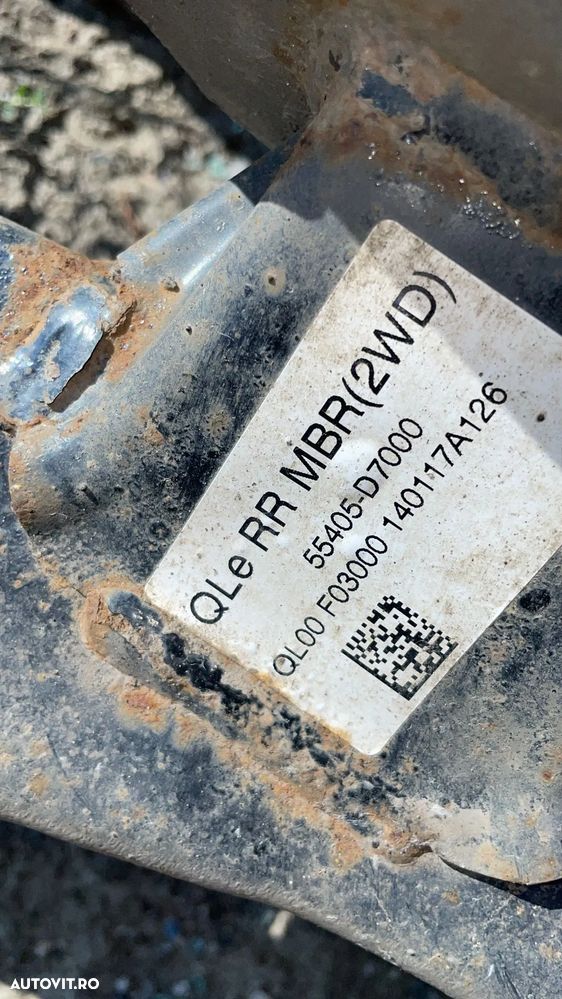 QLe RR MBR(2WD)
55405-D7000
QL00 F03000 140117A126
AUTOVIT.RO